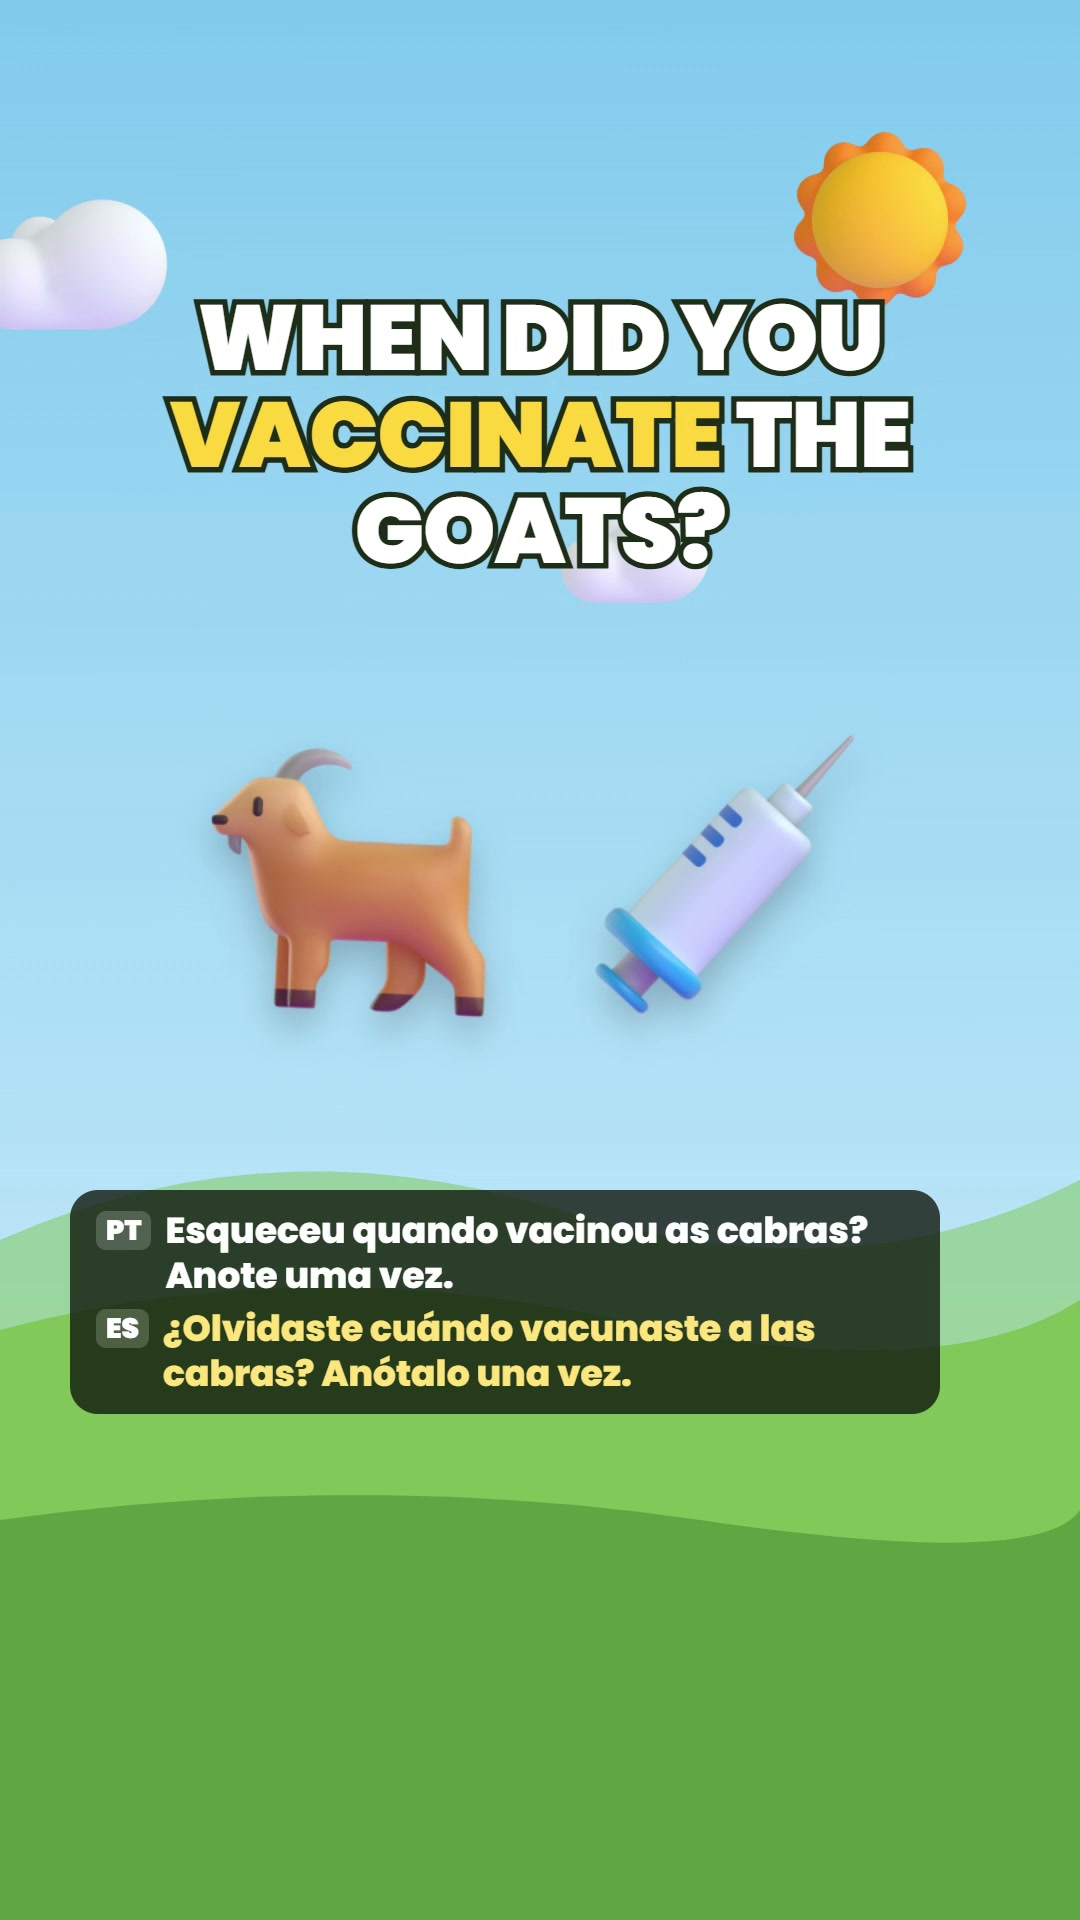 WHEN DID YOU
VACCINATE THE
GOATS?
PT Esqueceu quando vacinou as cabras?
Anote uma vez.
ES ¿Olvidaste cuándo vacunaste a las
cabras? Anótalo una vez.